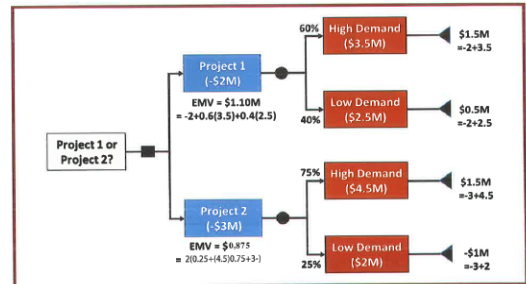 Project 1 or
Project 2?
Project 1
(-$2M)
EMV = $1.10M
= -2+0.6(3.5)+0.4(2.5)
60%
High Demand
($3.5M)
$1.5M
=-2+3.5
40%
Low Demand
($2.5M)
$0.5M
=-2+2.5
Project 2
(-$3M)
EMV = $0.875
= 2(0.25+(4.5)0.75+3-)
75%
High Demand
($4.5M)
$1.5M
=-3+4.5
25%
Low Demand
($2M)
-$1M
=-3+2